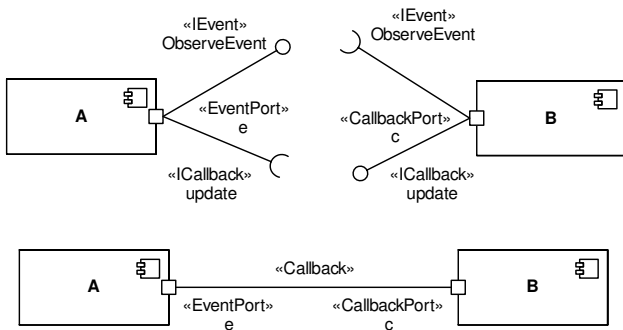 «IEvent»
ObserveEvent
«IEvent»
ObserveEvent
A
«EventPort»
e
«CallbackPort»
c
B
«ICallback»
update
«ICallback»
update
A
«Callback»
B
«EventPort»
e
«CallbackPort»
c